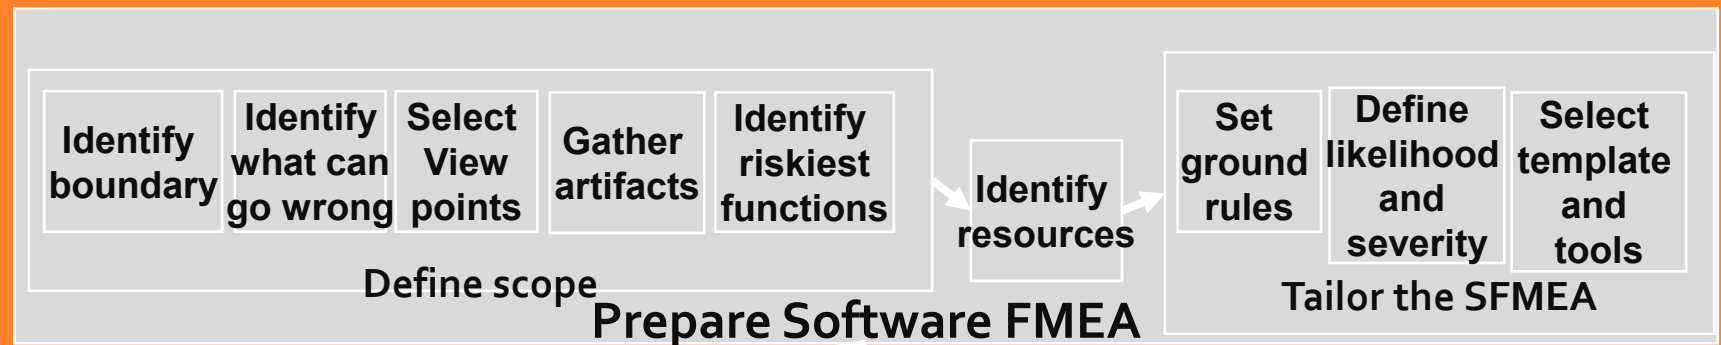 Identify
boundary
Identify
what can
go wrong
Select
View
points
Gather
artifacts
Identify
riskiest
functions
Define scope
Identify
resources
Set
ground
rules
Define
likelihood
and
severity
Select
template
and
tools
Tailor the SFMEA
Prepare Software FMEA